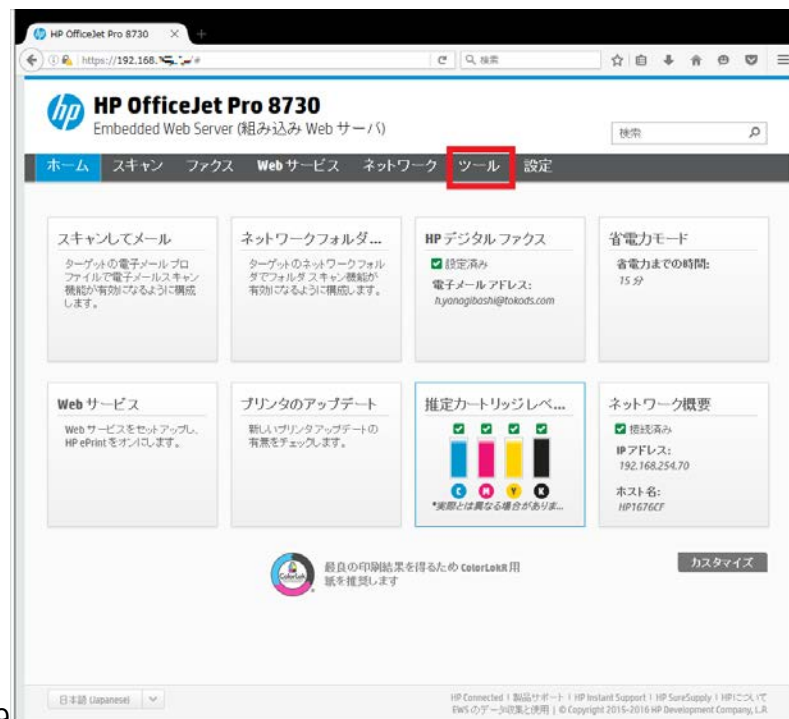 HP OfficeJet Pro 8730
https://192.168.
検索
hp
HP OfficeJet Pro 8730
Embedded Web Server (組み込み Web サーバ)
検索
ホーム スキャン ファクス Web サービス ネットワーク ツール 設定
スキャンしてメール
ターゲットの電子メール プロ
ファイルで電子メールスキャン
機能が有効になるように構成
します。
ネットワークフォルダ...
ターゲットのネットワークフォル
ダでフォルダ スキャン機能が
有効になるように構成します。
HP デジタル ファクス
設定済み
電子メール アドレス:
h.yanagibashi@tokods.com
省電力モード
省電力までの時間:
15 分
Web サービス
Web サービスをセットアップし、
HP ePrint をオンにします。
プリンタのアップデート
新しいプリンタアップデートの
有無をチェックします。
推定カートリッジレベ...
C M Y K
*実際とは異なる場合がありま...
ネットワーク概要
接続済み
IP アドレス:
192.168.254.70
ホスト名:
HP1676CF
ColorLok
最良の印刷結果を得るため ColorLokR 用
紙を推奨します
カスタマイズ
日本語 (Japanese)
HP Connected | 製品サポート | HP Instant Support | HP SureSupply | HPについて
EWS のデータ収集と使用 | © Copyright 2015-2016 HP Development Company, L.P.
9